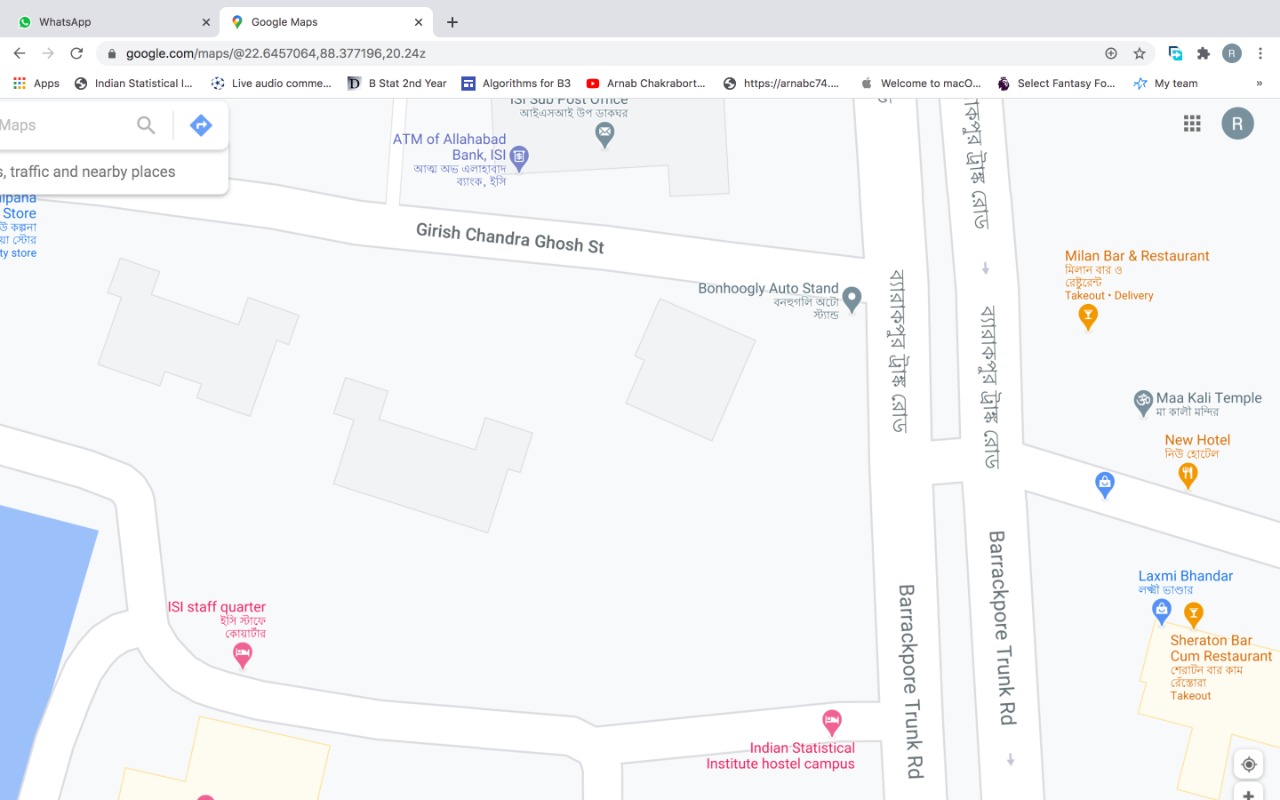 WhatsApp
Google Maps
google.com/maps/@22.6457064,88.377196,20.24z
R
Apps
Indian Statistical I...
Live audio comme...
B Stat 2nd Year
Algorithms for B3
Arnab Chakrabort...
https://arnabc74....
Welcome to macO...
Select Fantasy Fo...
My team
»
Maps
R
s, traffic and nearby places
Store
য়া স্টোর
ty store
ISI Sub Post Office
আইএসআই উপ ডাকঘর
ATM of Allahabad
Bank, ISI
আত্ম অভ এলাহাবাদ
ব্যাংক, ইসি
Girish Chandra Ghosh St
Bonhoogly Auto Stand
বনহুগলি অটো
স্ট্যান্ড
ব্যারাকপুর ট্রাঙ্ক রোড
ব্যারাকপুর ট্রাঙ্ক রোড
Milan Bar & Restaurant
মিলান বার ও
রেষ্টুরেন্ট
Takeout • Delivery
Maa Kali Temple
মা কালী মন্দির
New Hotel
নিউ হোটেল
Barrackpore Trunk Rd
Barrackpore Trunk Rd
Laxmi Bhandar
লক্ষ্মী ভাণ্ডার
Sheraton Bar
Cum Restaurant
শেরাটন বার কাম
রেঁস্তোরা
Takeout
ISI staff quarter
ইসি স্টাফে
কোয়ার্টার
Indian Statistical
Institute hostel campus